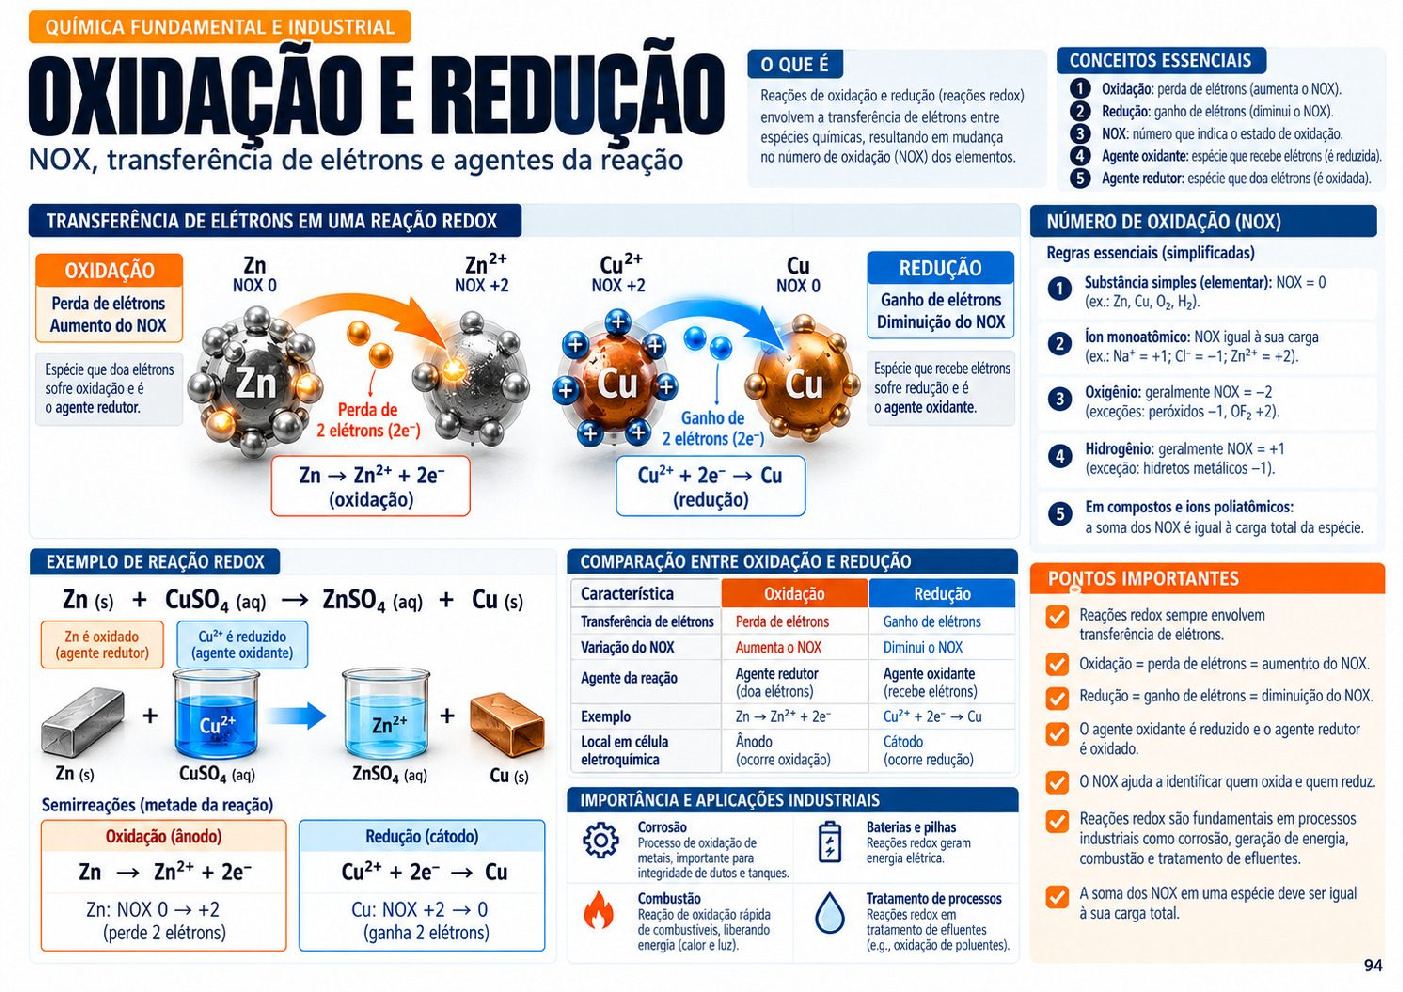 QUÍMICA FUNDAMENTAL E INDUSTRIAL
OXIDAÇÃO E REDUÇÃO
NOX, transferência de elétrons e agentes da reação
O QUE É
Reações de oxidação e redução (reações redox)
envolvem a transferência de elétrons entre
espécies químicas, resultando em mudança
no número de oxidação (NOX) dos elementos.
CONCEITOS ESSENCIAIS
1 Oxidação: perda de elétrons (aumenta o NOX).
2 Redução: ganho de elétrons (diminui o NOX).
3 NOX: número que indica o estado de oxidação.
4 Agente oxidante: espécie que recebe elétrons (é reduzida).
5 Agente redutor: espécie que doa elétrons (é oxidada).
TRANSFERÊNCIA DE ELÉTRONS EM UMA REAÇÃO REDOX
OXIDAÇÃO
Perda de elétrons
Aumento do NOX
Espécie que doa elétrons
sofre oxidação e é
o agente redutor.
Zn
NOX 0
Zn²⁺
NOX +2
Zn
Perda de
2 elétrons (2e⁻)
Zn → Zn²⁺ + 2e⁻
(oxidação)
Cu²⁺
NOX +2
Cu
NOX 0
+ + + + + + +
Cu
Cu
Ganho de
2 elétrons (2e⁻)
Cu²⁺ + 2e⁻ → Cu
(redução)
REDUÇÃO
Ganho de elétrons
Diminuição do NOX
Espécie que recebe elétrons
sofre redução e é
o agente oxidante.
NÚMERO DE OXIDAÇÃO (NOX)
Regras essenciais (simplificadas)
1 Substância simples (elementar): NOX = 0
(ex.: Zn, Cu, O₂, H₂).
2 Íon monoatômico: NOX igual à sua carga
(ex.: Na⁺ = +1; Cl⁻ = −1; Zn²⁺ = +2).
3 Oxigênio: geralmente NOX = −2
(exceções: peróxidos −1, OF₂ +2).
4 Hidrogênio: geralmente NOX = +1
(exceção: hidretos metálicos −1).
5 Em compostos e ions poliatômicos:
a soma dos NOX é igual à carga total da espécie.
EXEMPLO DE REAÇÃO REDOX
Zn (s) + CuSO₄ (aq) → ZnSO₄ (aq) + Cu (s)
Zn é oxidado
(agente redutor)
Cu²⁺ é reduzido
(agente oxidante)
+ Cu²⁺ Zn²⁺ +
Zn (s) CuSO₄ (aq) ZnSO₄ (aq) Cu (s)
Semirreações (metade da reação)
Oxidação (ânodo)
Zn → Zn²⁺ + 2e⁻
Zn: NOX 0 → +2
(perde 2 elétrons)
Redução (cátodo)
Cu²⁺ + 2e⁻ → Cu
Cu: NOX +2 → 0
(ganha 2 elétrons)
COMPARAÇÃO ENTRE OXIDAÇÃO E REDUÇÃO
Característica Oxidação Redução
Transferência de elétrons Perda de elétrons Ganho de elétrons
Variação do NOX Aumenta o NOX Diminui o NOX
Agente da reação Agente redutor Agente oxidante
(doa elétrons) (recebe elétrons)
Exemplo Zn → Zn²⁺ + 2e⁻ Cu²⁺ + 2e⁻ → Cu
Local em célula Ânodo Cátodo
eletroquímica (ocorre oxidação) (ocorre redução)
IMPORTÂNCIA E APLICAÇÕES INDUSTRIAIS
Corrosão
Processo de oxidação de
metais, importante para
integridade de dutos e tanques.
Baterias e pilhas
Reações redox geram
energia elétrica.
Combustão
Reação de oxidação rápida
de combustíveis, liberando
energia (calor e luz).
Tratamento de processos
Reações redox em
tratamento de efluentes
(e.g., oxidação de poluentes).
PONTOS IMPORTANTES
Reações redox sempre envolvem
transferência de elétrons.
Oxidação = perda de elétrons = aumentıto do NOX.
Redução = ganho de elétrons = diminuição do NOX.
O agente oxidante é reduzido e o agente redutor
é oxidado.
O NOX ajuda a identificar quem oxida e quem reduz.
Reações redox são fundamentais em processos
industriais como corrosão, geração de energia,
combustão e tratamento de efluentes.
A soma dos NOX em uma espécie deve ser igual
à sua carga total.
94